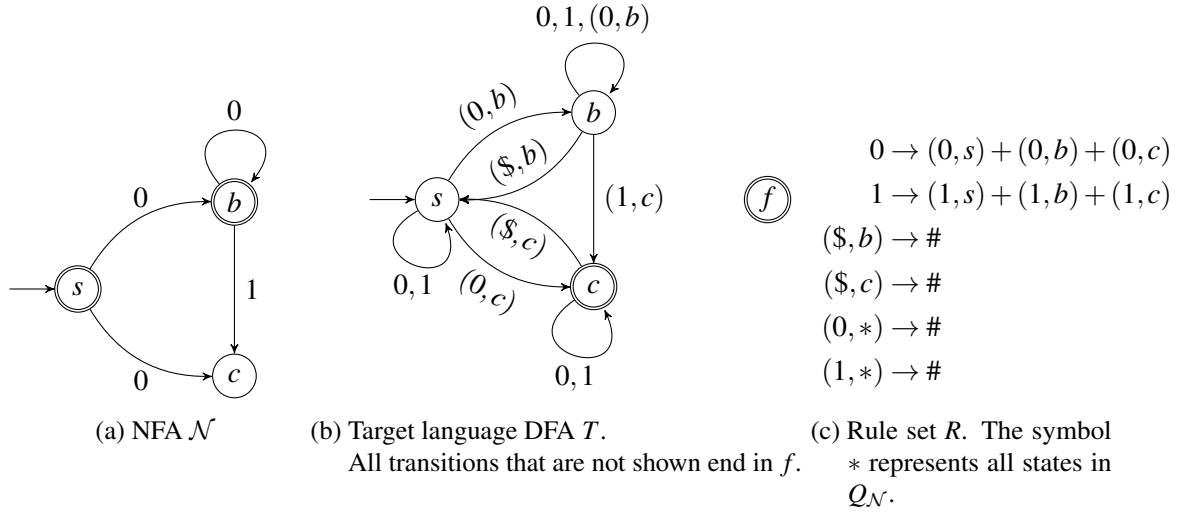 0
b
0
s
1
0
c
(a) NFA 𝒩
0,1,(0,b)
b
(0,b)
($,b)
s
(1,c)
($,c)
0,1
(0,c)
c
0,1
f
(b) Target language DFA T.
All transitions that are not shown end in f.
0 → (0,s)+(0,b)+(0,c)
1 → (1,s)+(1,b)+(1,c)
($,b) → #
($,c) → #
(0,∗) → #
(1,∗) → #
(c) Rule set R. The symbol
∗ represents all states in
Q𝒩.